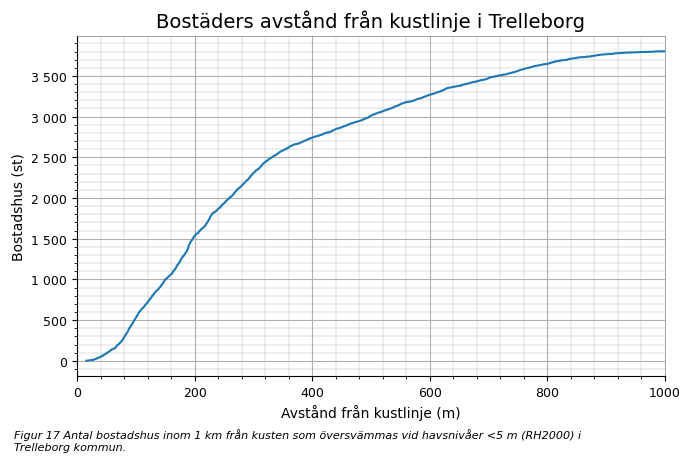 Bostäders avstånd från kustlinje i Trelleborg
Bostadshus (st)
3 500
3 000
2 500
2 000
1 500
1 000
500
0
0 200 400 600 800 1000
Avstånd från kustlinje (m)
Figur 17 Antal bostadshus inom 1 km från kusten som översvämmas vid havsnivåer <5 m (RH2000) i
Trelleborg kommun.